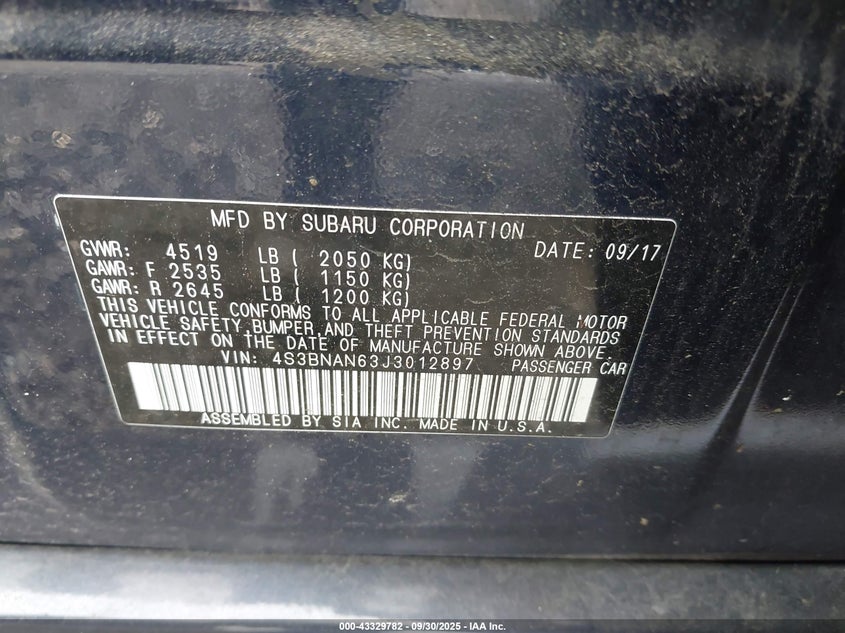 MFD BY SUBARU CORPORATION
GVWR: 4519 LB ( 2050 KG) DATE: 09/17
GAWR: F 2535 LB ( 1150 KG)
GAWR: R 2645 LB ( 1200 KG)
THIS VEHICLE CONFORMS TO ALL APPLICABLE FEDERAL MOTOR
VEHICLE SAFETY,BUMPER,AND THEFT PREVENTION STANDARDS
IN EFFECT ON THE DATE OF MANUFACTURE SHOWN ABOVE.
VIN: 4S3BNAN63J3012897 PASSENGER CAR
ASSEMBLED BY SIA INC. MADE IN U.S.A.
000-43329782 - 09/30/2025 - IAA Inc.